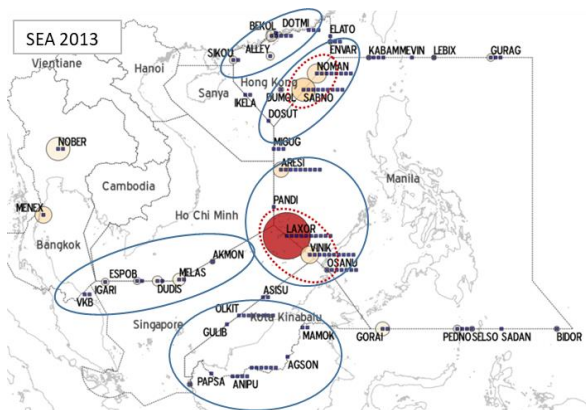 SEA 2013
BEKOL
DOTMI
ELATO
SIKOU
ALLEY
ENVAR
KABAM
MEVIN
LEBIX
GURAG
Vientiane
Hanoi
NOMAN
Hong Kong
Sanya
IKELA
DUMOL
SABNO
DOSUT
NOBER
MIGUG
ARESI
Cambodia
Manila
MENEX
PANDI
Ho Chi Minh
LAXOR
Bangkok
VINIK
AKMON
OSANU
ESPOB
MELAS
IGARI
DUDIS
VKB
ASISU
OLKIT
Kota Kinabalu
Singapore
GULIB
MAMOK
GORAI
PEDNO
SELSO
SADAN
BIDOR
AGSON
PAPSA
ANIPU